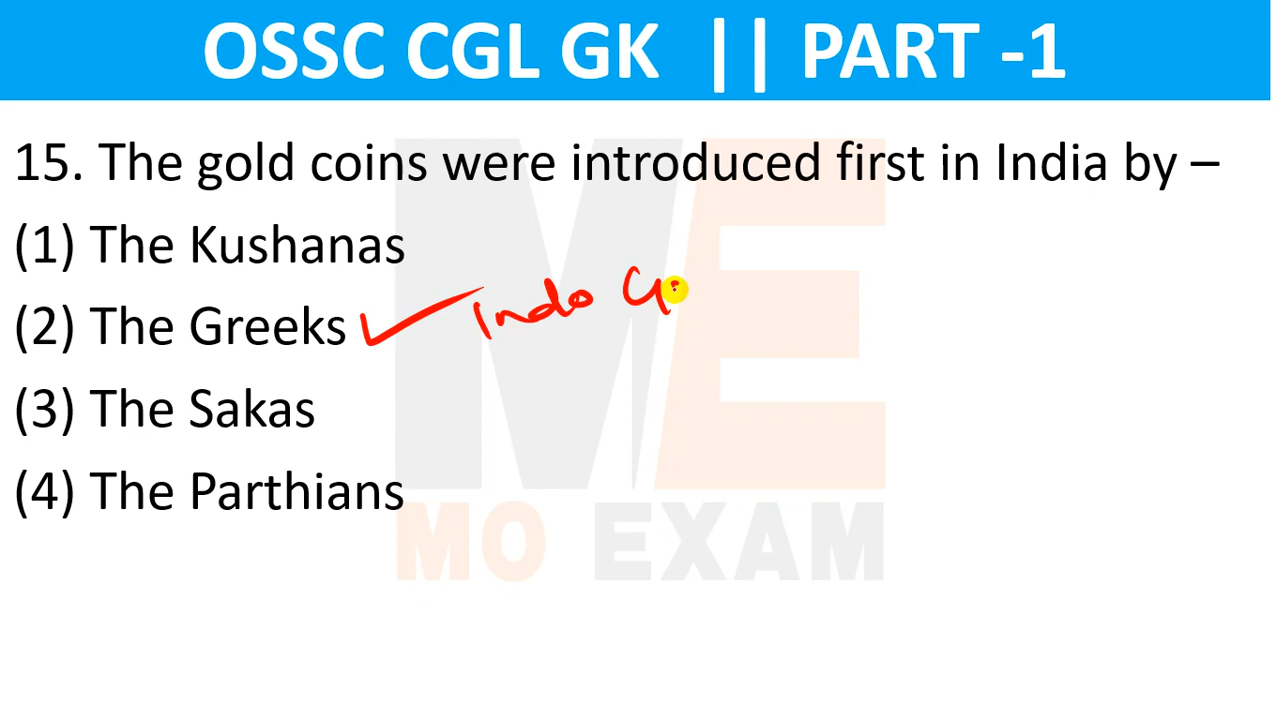 OSSC CGL GK || PART -1
15. The gold coins were introduced first in India by –
(1) The Kushanas
(2) The Greeks
Indo G
(3) The Sakas
(4) The Parthians
ME
MO EXAM